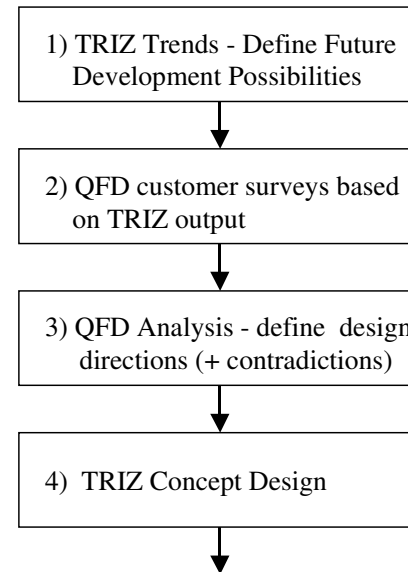 1) TRIZ Trends - Define Future
Development Possibilities
2) QFD customer surveys based
on TRIZ output
3) QFD Analysis - define design
directions (+ contradictions)
4) TRIZ Concept Design